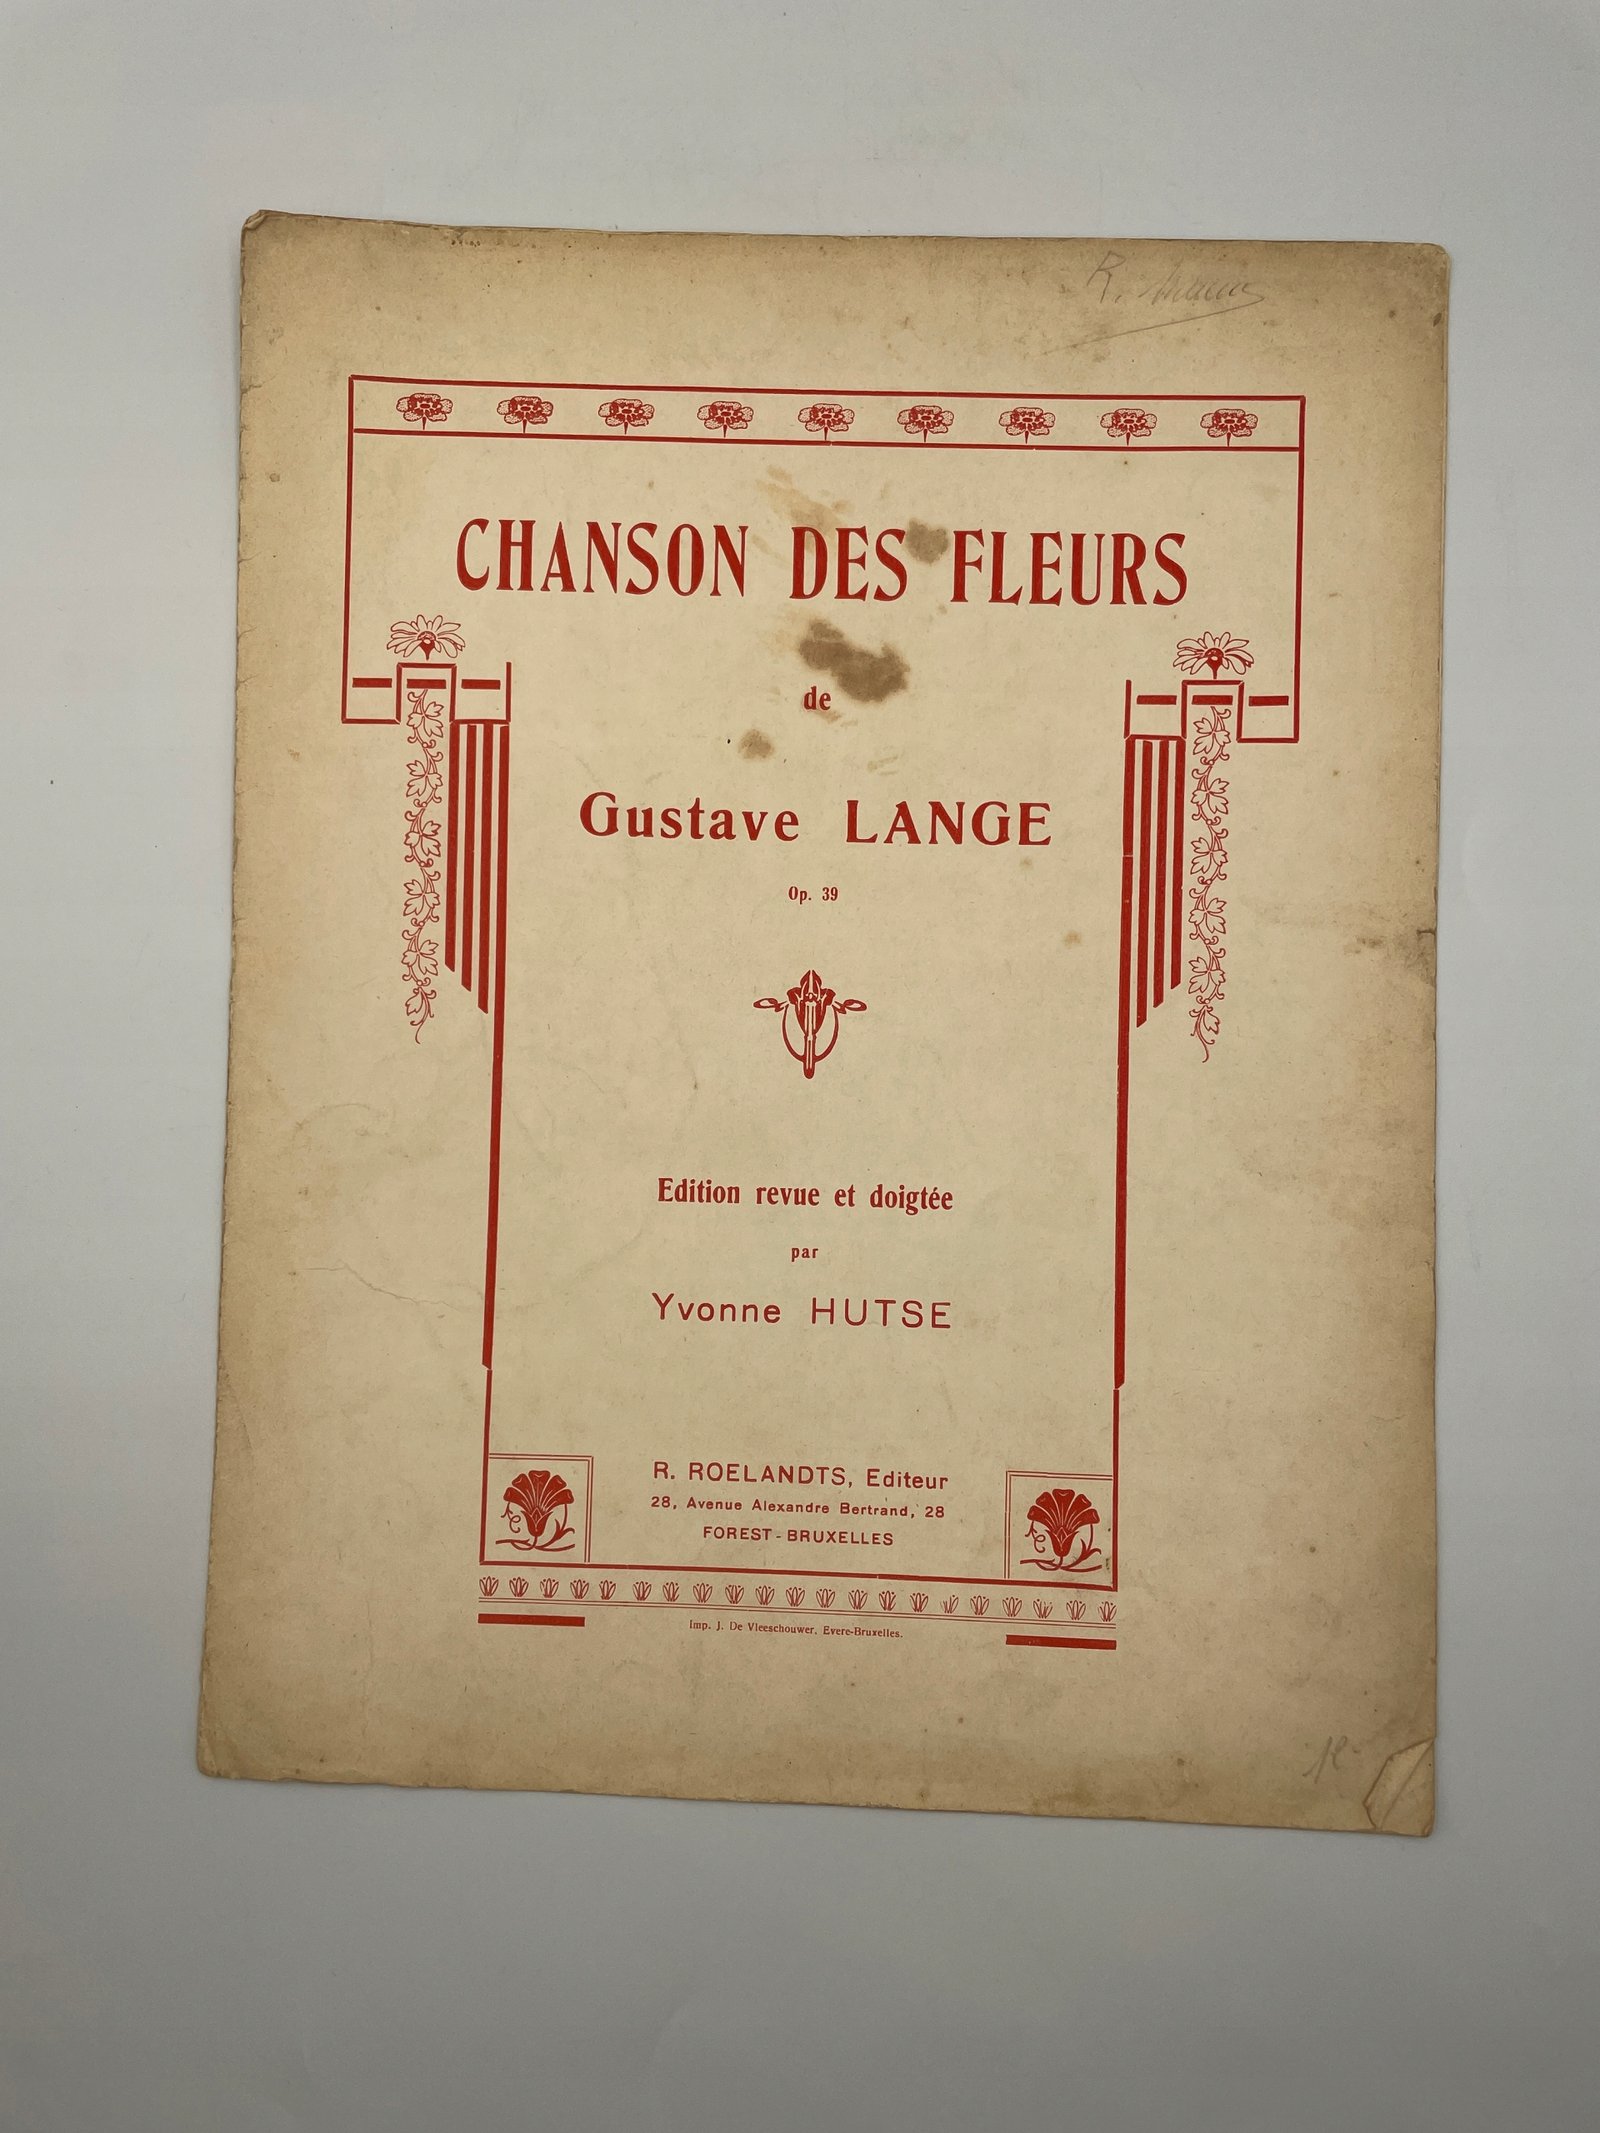 R.
CHANSON DES FLEURS
de
Gustave LANGE
Op. 39
Edition revue et doigtée
par
Yvonne HUTSE
R. ROELANDTS, Editeur
28, Avenue Alexandre Bertrand, 28
FOREST-BRUXELLES
Imp. J. De Vleeschouwer. Evere-Bruxelles.